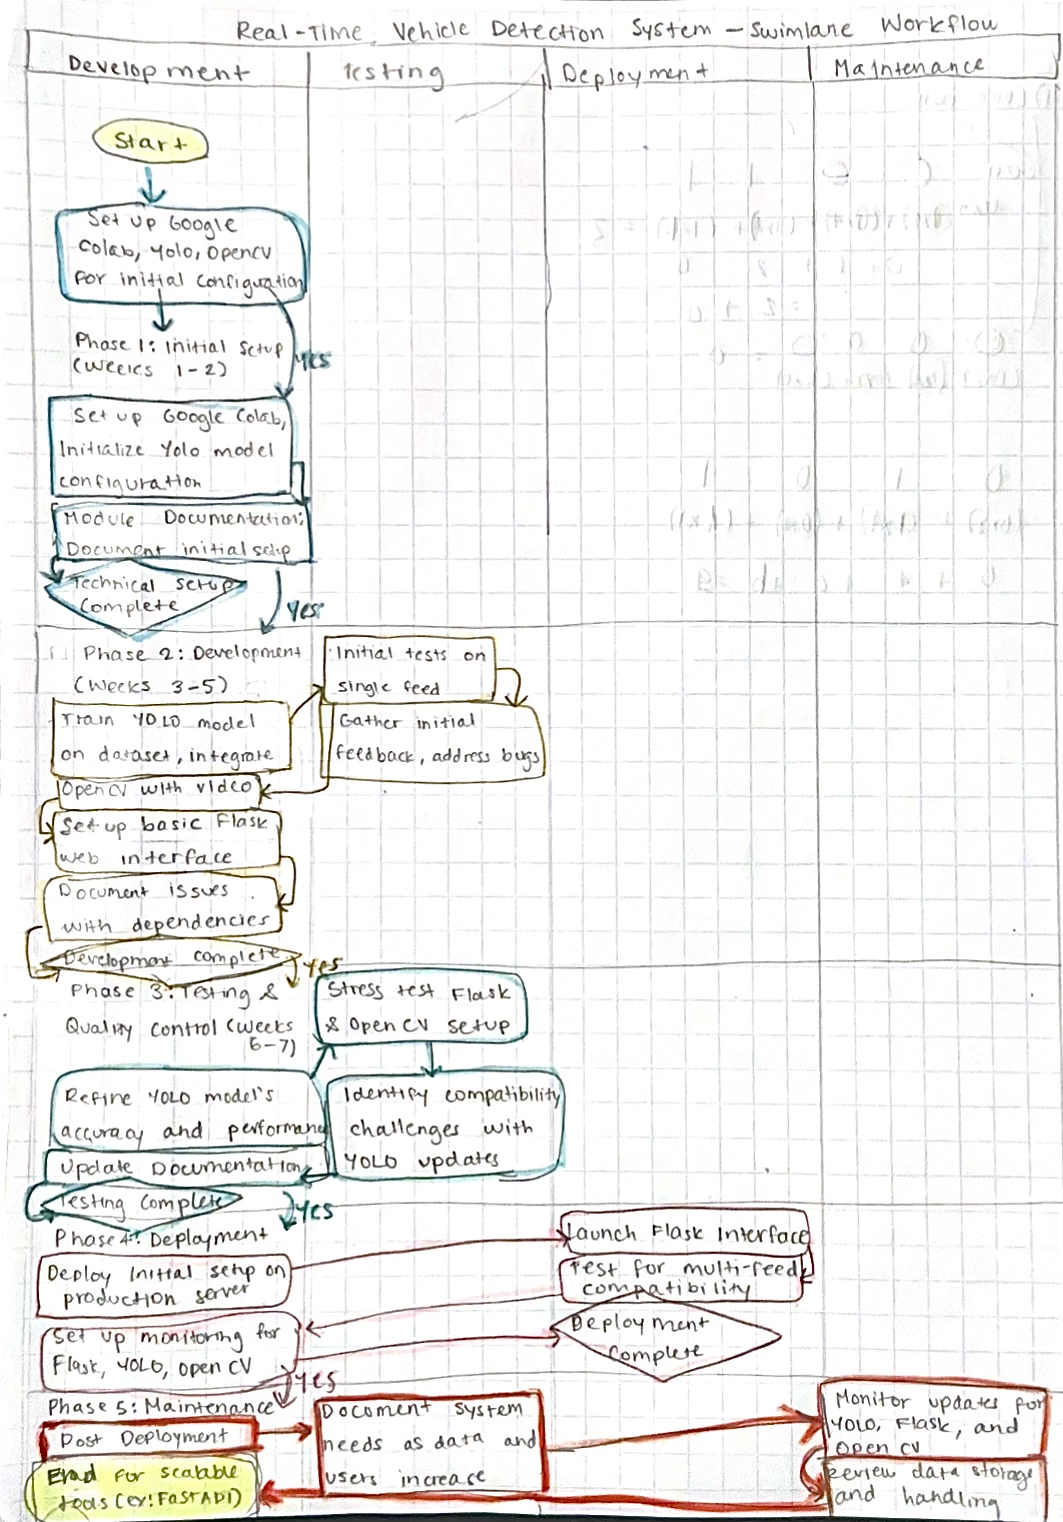 Real-Time Vehicle Detection System - Swimlane Workflow
Development
Testing
Deployment
Maintenance
Start
Set up Google
Colab, Yolo, OpenCV
For initial configuration
Phase 1: Initial setup
(weeks 1-2)
Yes
Set up Google Colab,
Initialize Yolo model
configuration
Module Documentation:
Document initial setup
Technical setup
Complete
Yes
Phase 2: Development
(weeks 3-5)
Initial tests on
single feed
Train YOLO model
on dataset, integrate
Gather initial
feedback, address bugs
OpenCV with video
Set up basic Flask
web interface
Document issues
with dependencies
Development complete
Yes
Phase 3: Testing &
Quality Control (weeks
6-7)
Stress test Flask
& OpenCV setup
Refine YOLO model's
accuracy and performanc
Identify compatibility
challenges with
YOLO updates
Update Documentation
Testing Complete
Yes
Phase 4: Deployment
Launch Flask Interface
Deploy initial setup on
production server
Test for multi-feed
compatibility
Set up monitoring for
Flask, YOLO, OpenCV
Deployment
Complete
Yes
Phase 5: Maintenance
Post Deployment
Document system
needs as data and
users increase
Monitor updates for
YOLO, Flask, and
OpenCV
End for scalable
tools (ex: FastAPI)
Review data storage
and handling